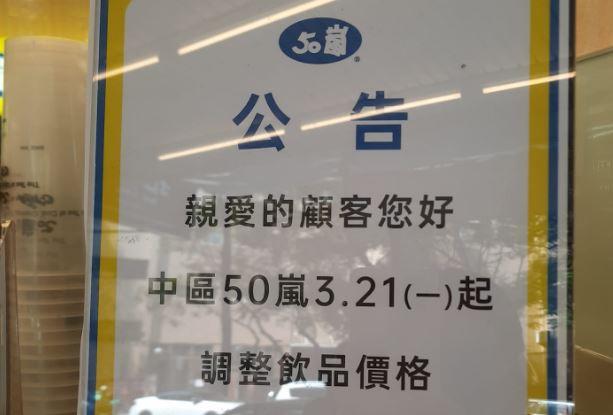 50嵐
公告
親愛的顧客您好
中區50嵐3.21(一)起
調整飲品價格